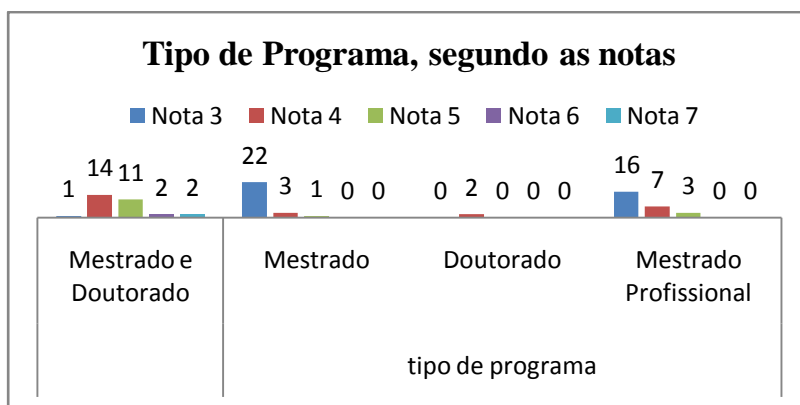 Tipo de Programa, segundo as notas
Nota 3 Nota 4 Nota 5 Nota 6 Nota 7
1 14 11 2 2 22 3 1 0 0 0 2 0 0 0 16 7 3 0 0
Mestrado e Doutorado
Mestrado
Doutorado
Mestrado Profissional
tipo de programa